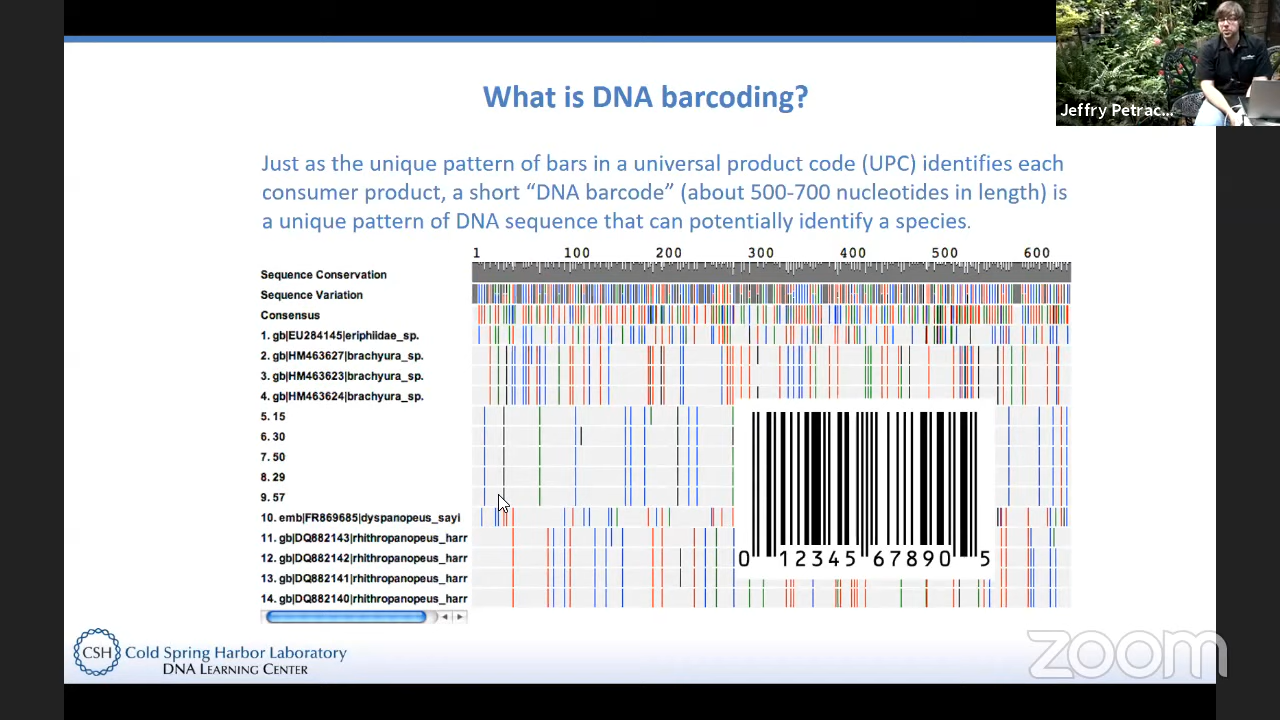 What is DNA barcoding?
Jeffry Petrac...
Just as the unique pattern of bars in a universal product code (UPC) identifies each
consumer product, a short “DNA barcode” (about 500-700 nucleotides in length) is
a unique pattern of DNA sequence that can potentially identify a species.
1 100 200 300 400 500 600
Sequence Conservation
Sequence Variation
Consensus
1. gb|EU284145|eriphiidae_sp.
2. gb|HM463627|brachyura_sp.
3. gb|HM463623|brachyura_sp.
4. gb|HM463624|brachyura_sp.
5. 15
6. 30
7. 50
8. 29
9. 57
10. emb|FR869685|dyspanopeus_sayi
11. gb|DQ882143|rhithropanopeus_harr
12. gb|DQ882142|rhithropanopeus_harr
13. gb|DQ882141|rhithropanopeus_harr
14. gb|DQ882140|rhithropanopeus_harr
0 12345 67890 5
CSH Cold Spring Harbor Laboratory
DNA LEARNING CENTER
zoom